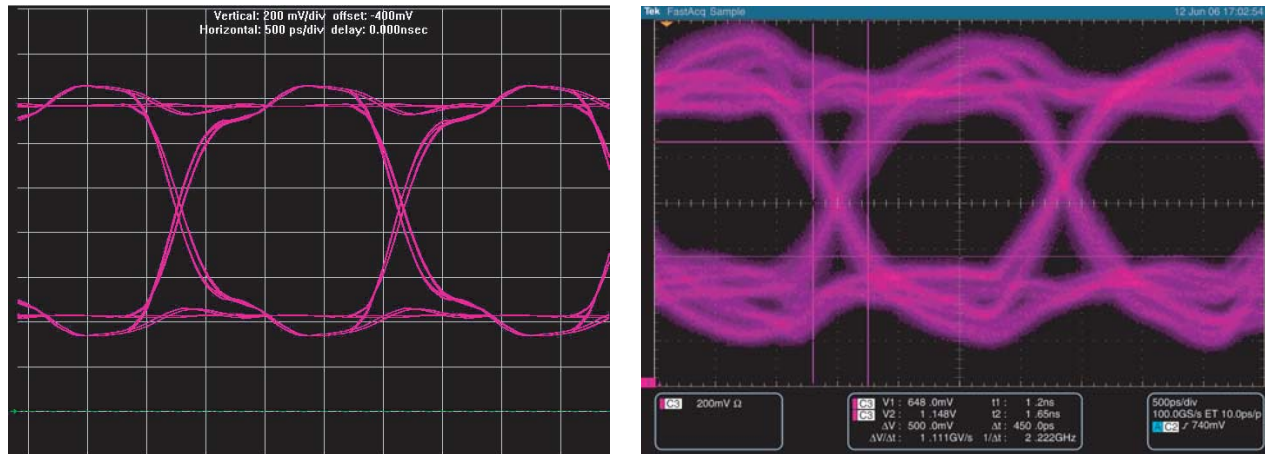 Vertical: 200 mV/div offset: -400mV
Horizontal: 500 ps/div delay: 0.000nsec
Tek FastAcq Sample
12 Jun 06 17:02:54
C3 200mV Ω
C3 V1 : 648 .0mV t1 : 1 .2ns
C3 V2 : 1 .148V t2 : 1 .65ns
ΔV : 500 .0mV Δt : 450 .0ps
ΔV/Δt : 1 .111GV/s 1/Δt : 2 .222GHz
500ps/div
100.0GS/s ET 10.0ps/p
A C2 740mV